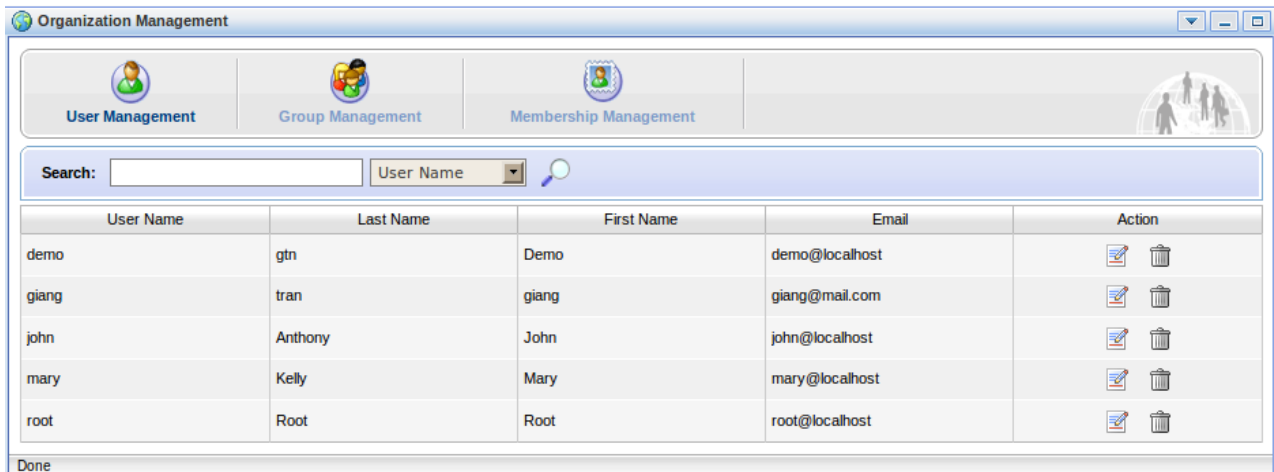 Organization Management
User Management Group Management Membership Management
Search: User Name
User Name Last Name First Name Email Action
demo gtn Demo demo@localhost
giang tran giang giang@mail.com
john Anthony John john@localhost
mary Kelly Mary mary@localhost
root Root Root root@localhost
Done